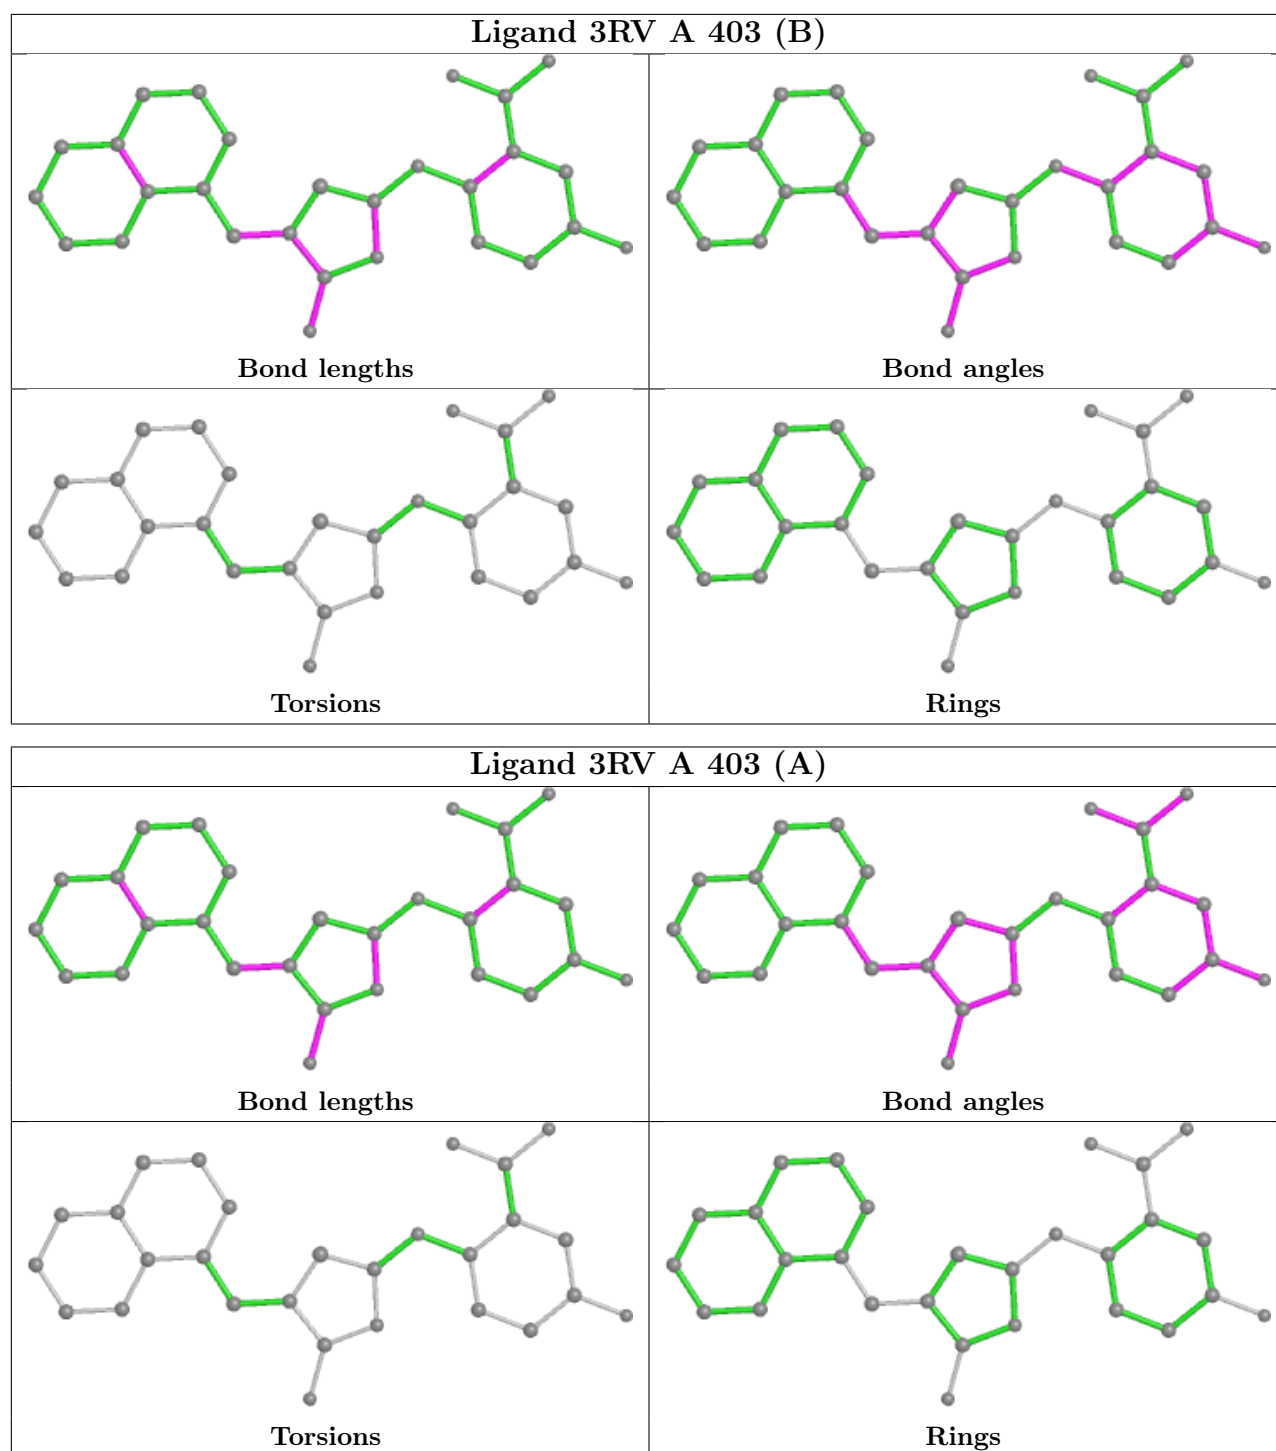 Ligand 3RV A 403 (B)
Bond lengths
Bond angles
Torsions
Rings
Ligand 3RV A 403 (A)
Bond lengths
Bond angles
Torsions
Rings